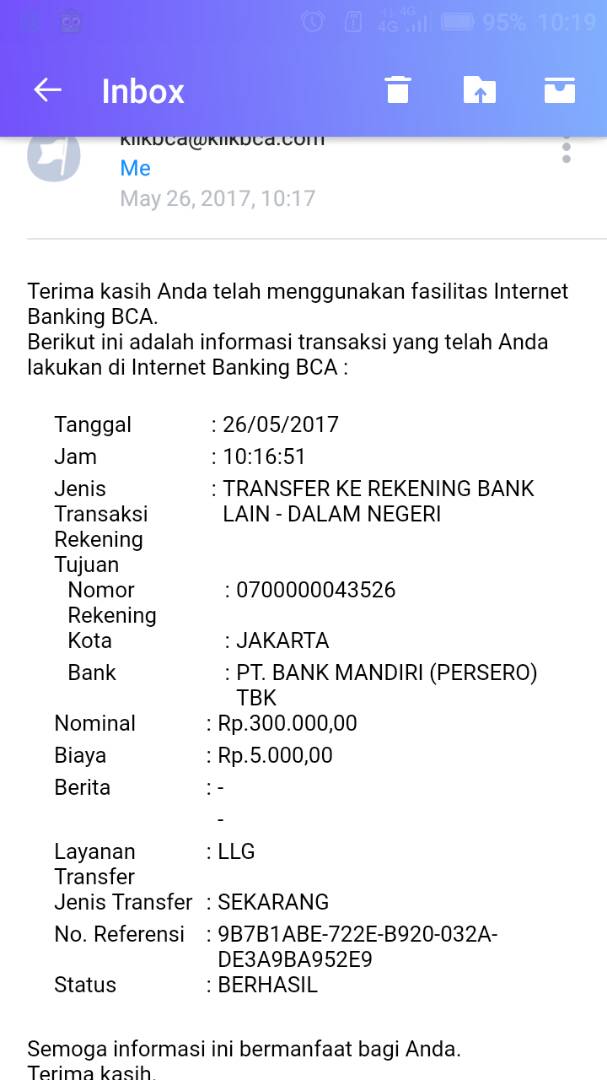 4G 95% 10:19
Inbox
klikbca@klikbca.com
Me
May 26, 2017, 10:17
Terima kasih Anda telah menggunakan fasilitas Internet
Banking BCA.
Berikut ini adalah informasi transaksi yang telah Anda
lakukan di Internet Banking BCA :
Tanggal : 26/05/2017
Jam : 10:16:51
Jenis : TRANSFER KE REKENING BANK
Transaksi LAIN - DALAM NEGERI
Rekening
Tujuan
Nomor : 0700000043526
Rekening
Kota : JAKARTA
Bank : PT. BANK MANDIRI (PERSERO)
TBK
Nominal : Rp.300.000,00
Biaya : Rp.5.000,00
Berita : -
-
Layanan : LLG
Transfer
Jenis Transfer : SEKARANG
No. Referensi : 9B7B1ABE-722E-B920-032A-
DE3A9BA952E9
Status : BERHASIL
Semoga informasi ini bermanfaat bagi Anda.
Terima kasih.